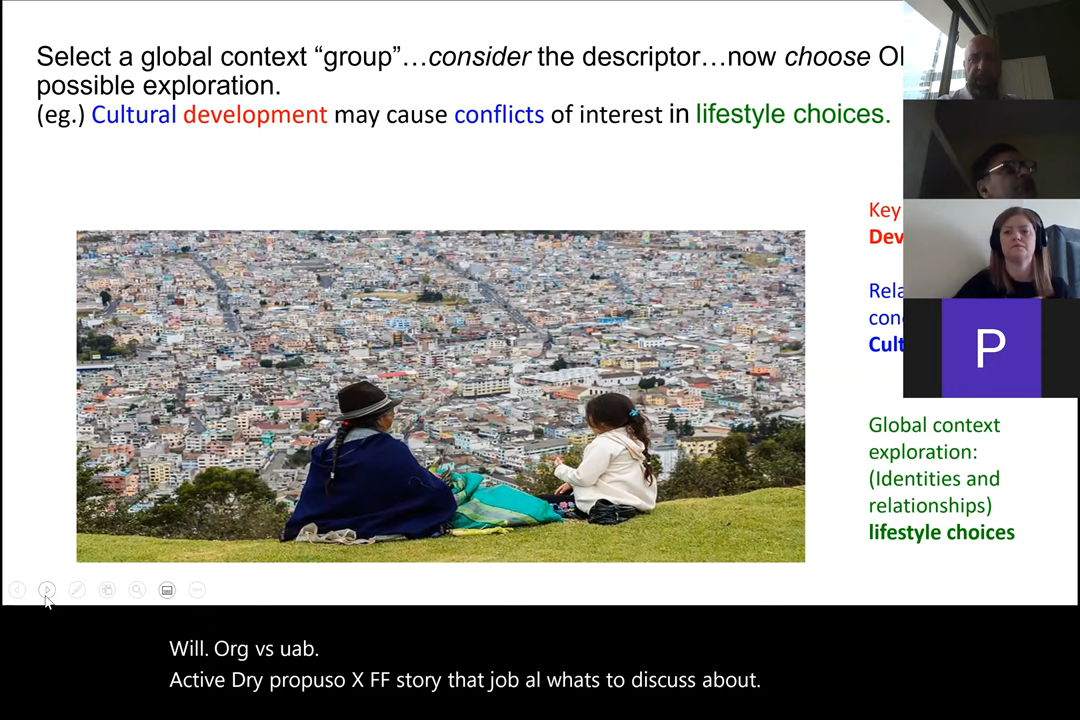 Select a global context “group”…consider the descriptor…now choose
possible exploration.
(eg.) Cultural development may cause conflicts of interest in lifestyle choices.
Key
Dev
Rela
con
Cult
P
Global context
exploration:
(Identities and
relationships)
lifestyle choices
Will. Org vs uab.
Active Dry propuso X FF story that job al whats to discuss about.